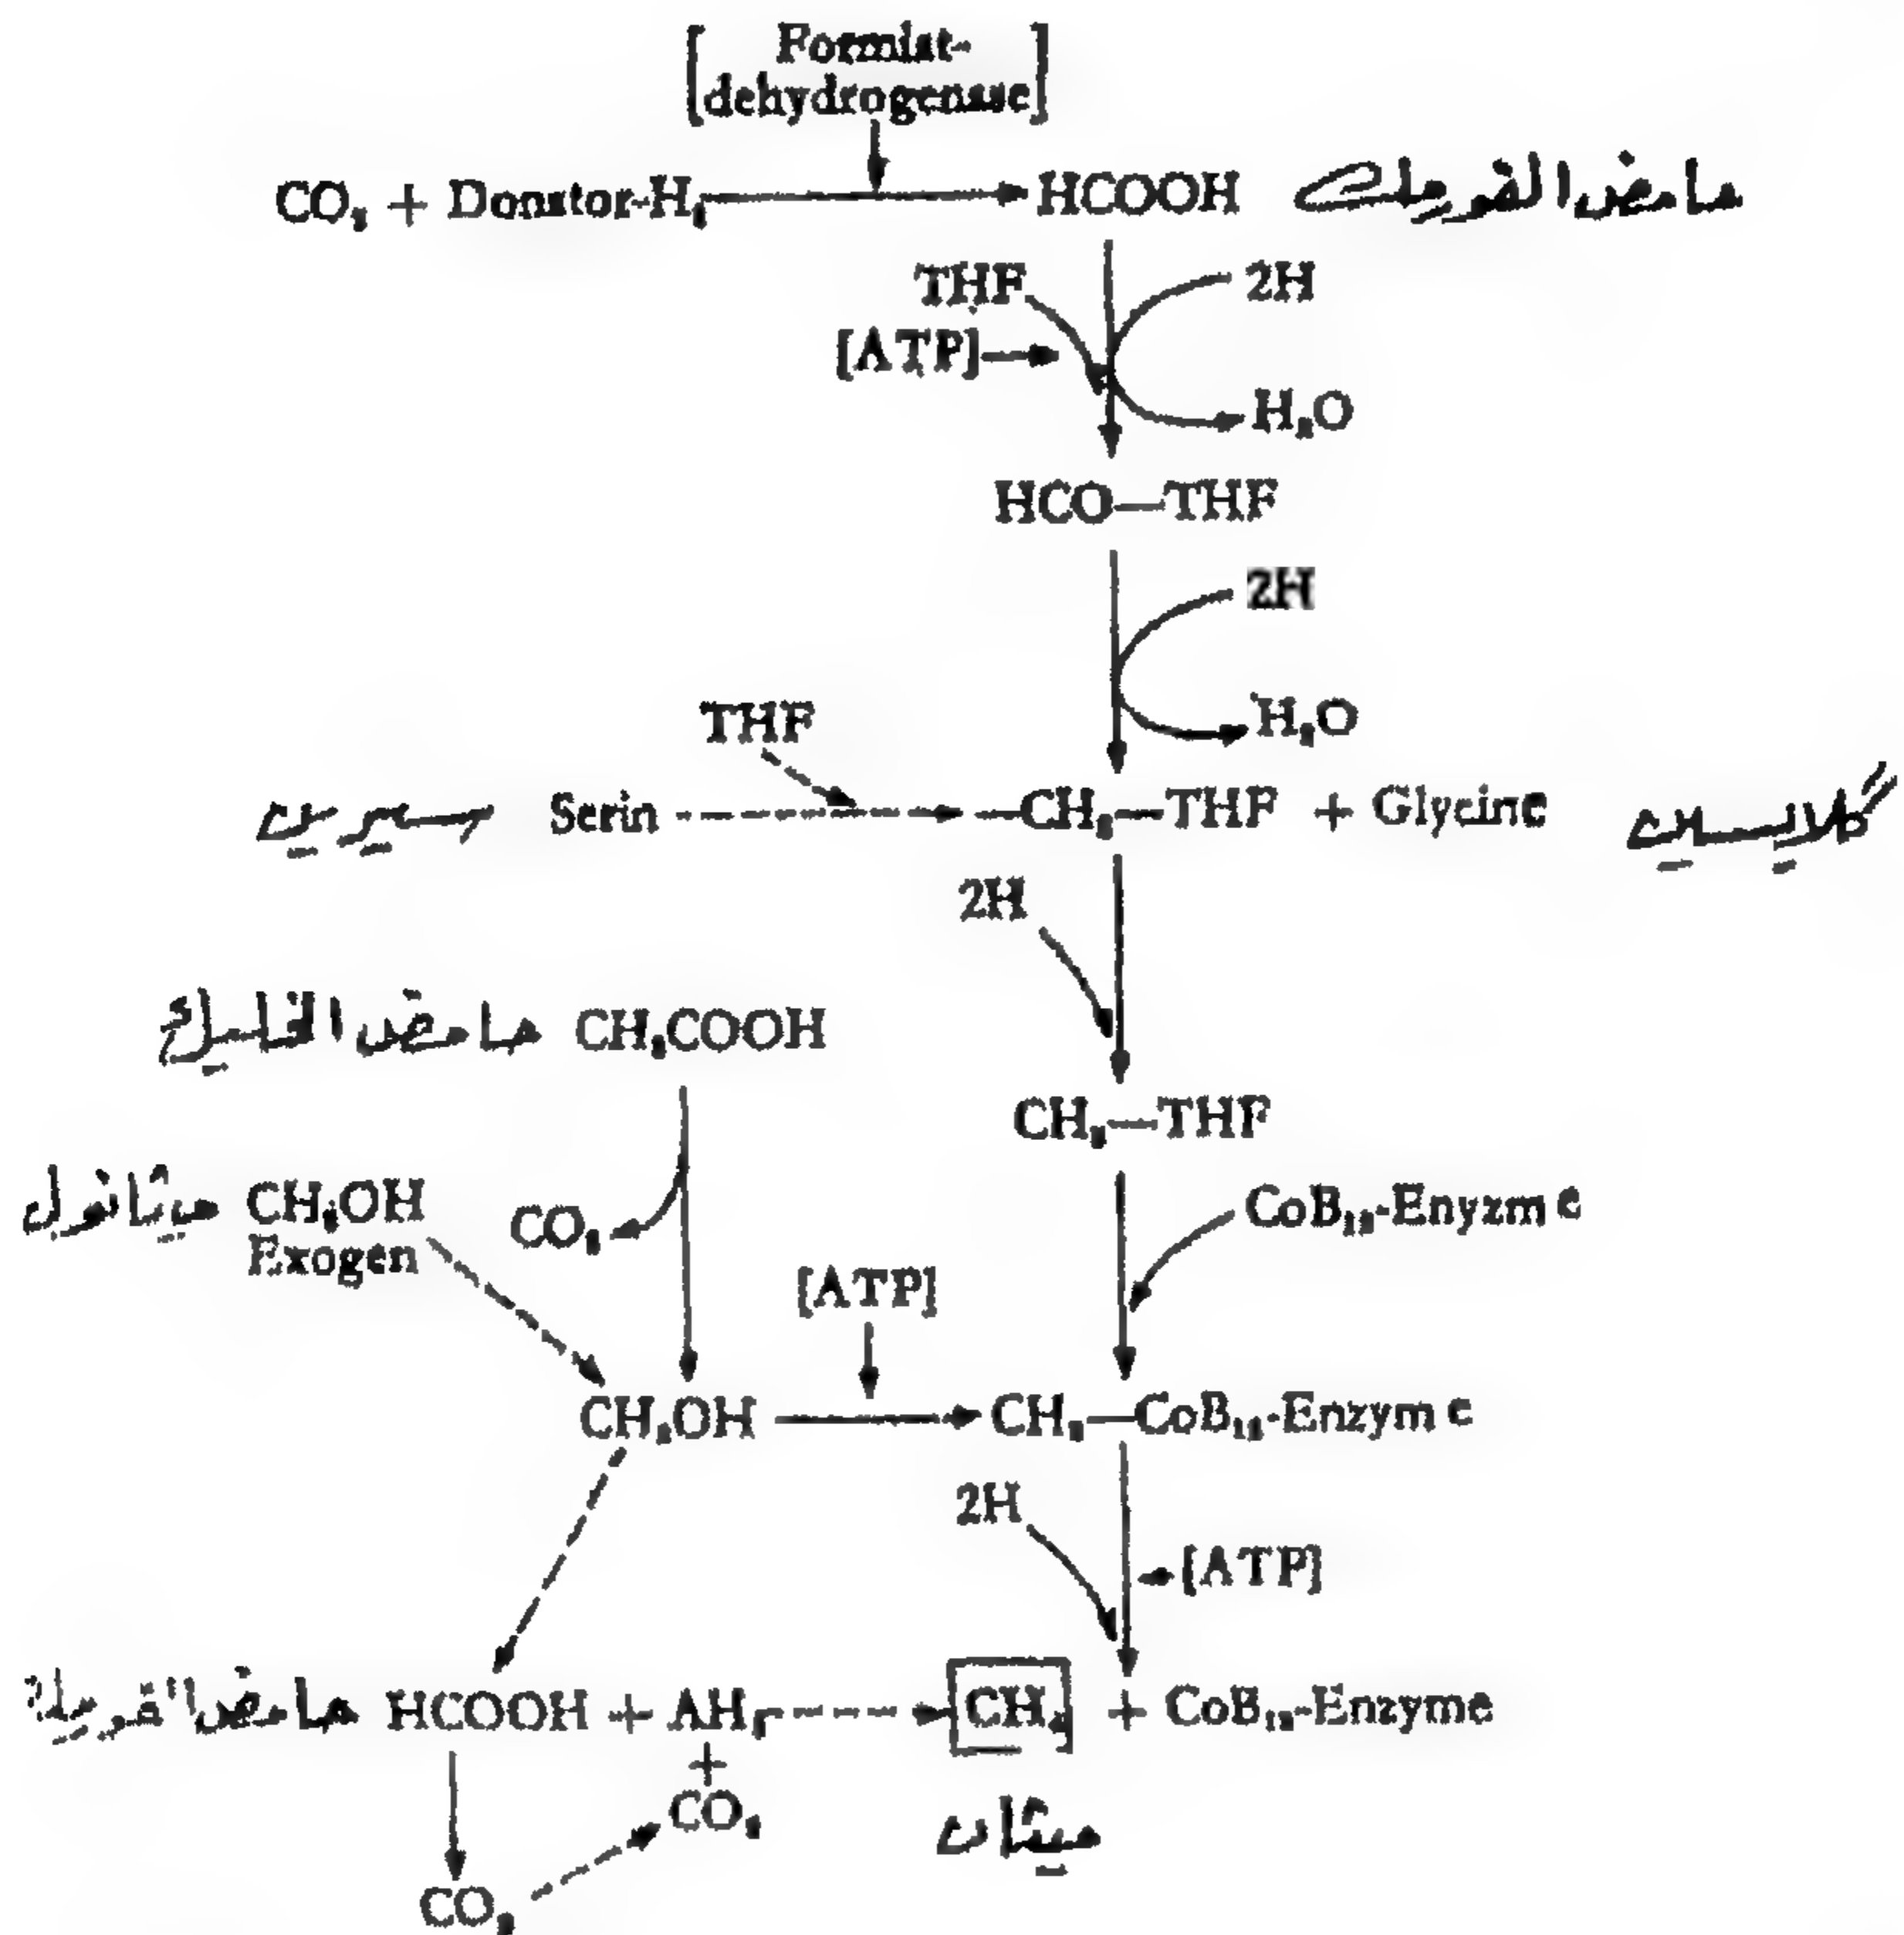 [Formiat-
dehydrogenase]
CO₂ + Donator-H₂ HCOOH حامض الفورميك
THF 2H
[ATP] H₂O
HCO—THF
2H
THF H₂O
سيرين Serin —CH₂—THF + Glycine كلايسين
2H
حامض الخليك CH₃COOH
CH₃—THF
ميثانول CH₃OH CO₂ CoB₁₂-Enyzme
Exogen
[ATP]
CH₃OH CH₃—CoB₁₂-Enzyme
2H
[ATP]
حامض HCOOH + AH₂ CH₄ + CoB₁₂-Enzyme
+
CO₂ ميثان
CO₂